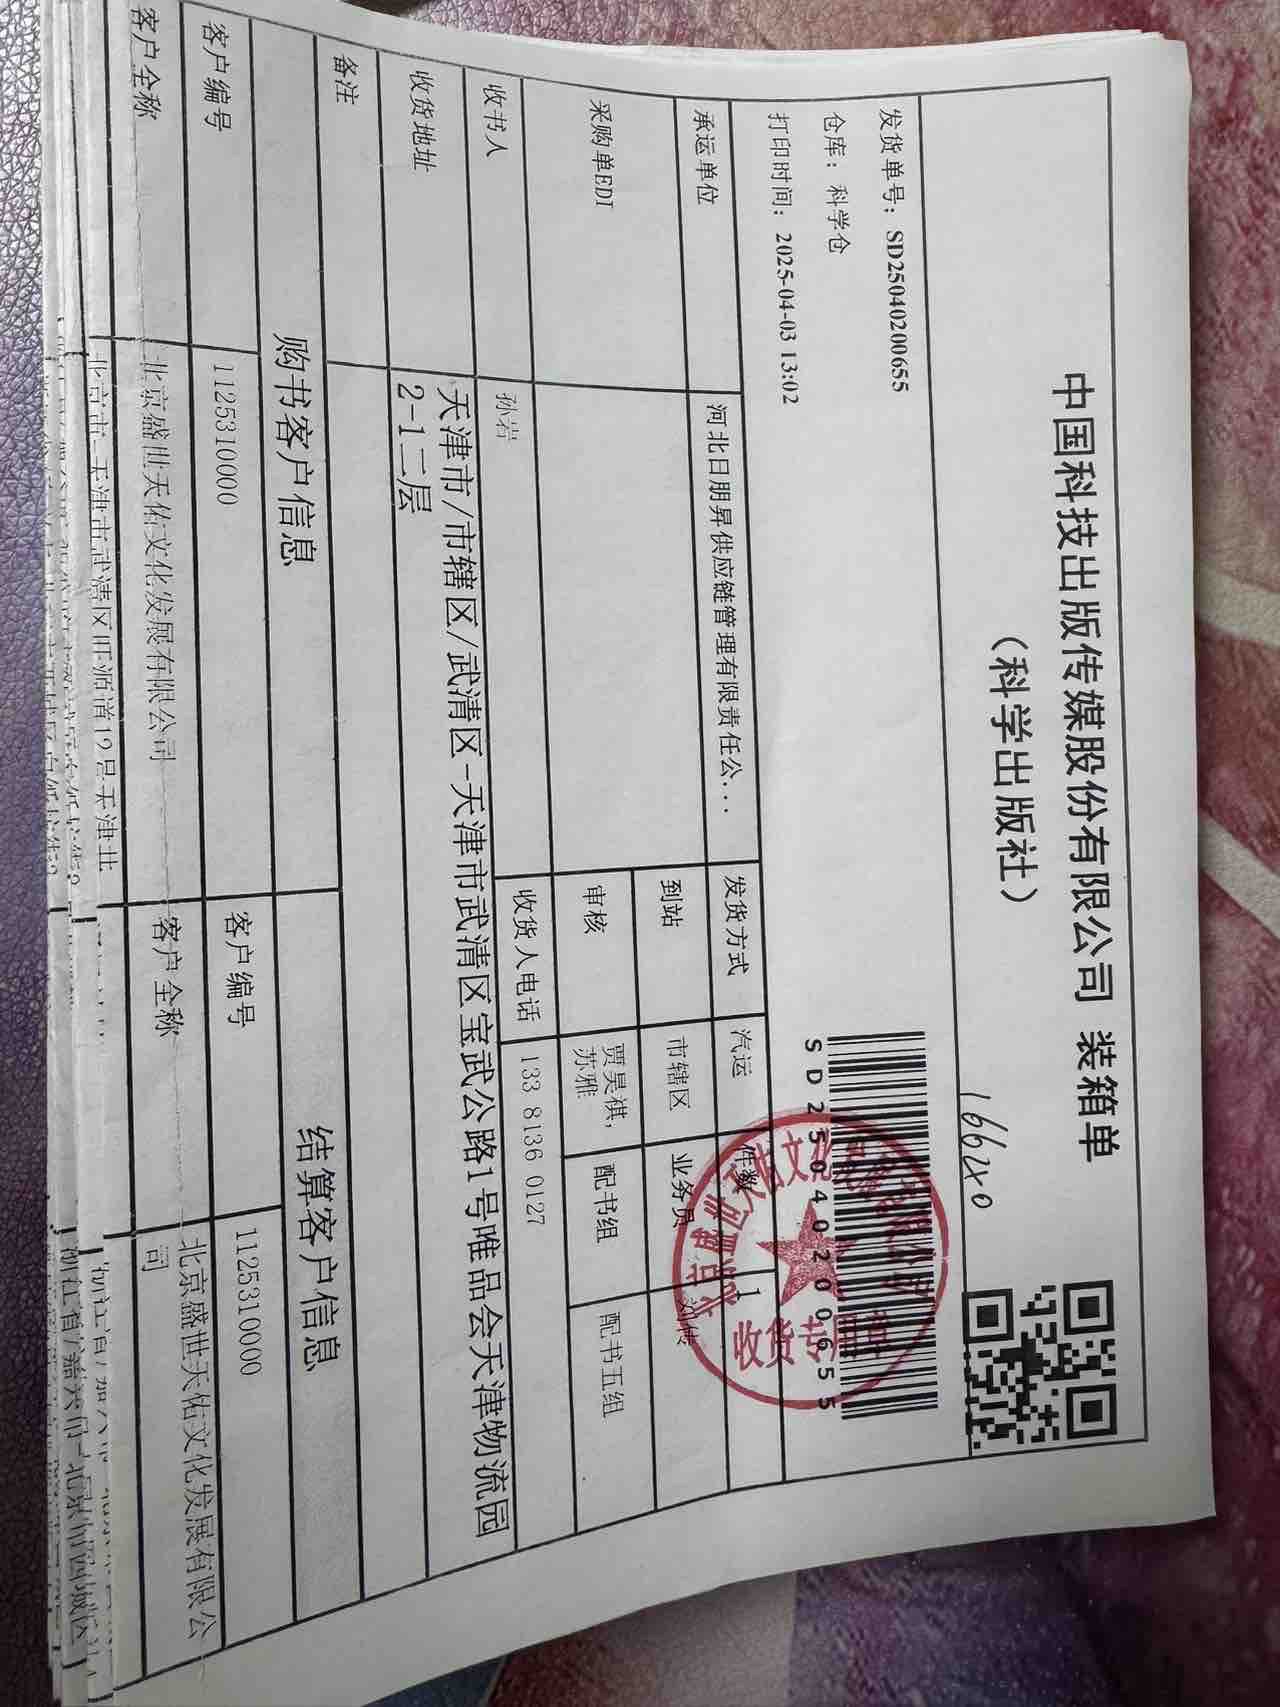 中国科技出版传媒股份有限公司 装箱单
(科学出版社)
16620
发货单号: SD25040200655
仓库: 科学仓
打印时间: 2025-04-03 13:02
SD25040200655
承运单位 河北日朋昇供应链管理有限责任公... 发货方式 汽运 件数 1
采购单EDI 到站 市辖区 业务员
审核 贾昊祺, 苏雅 配书组 配书五组
收书人 孙岩 收货人电话 133 8136 0127
收货地址 天津市/市辖区/武清区-天津市武清区宝武公路1号唯品会天津物流园
2-1二层
备注
购书客户信息 结算客户信息
客户编号 1125310000 客户编号 1125310000
客户全称 北京盛世天佑文化发展有限公司 客户全称 北京盛世天佑文化发展有限公
司
收货专用章